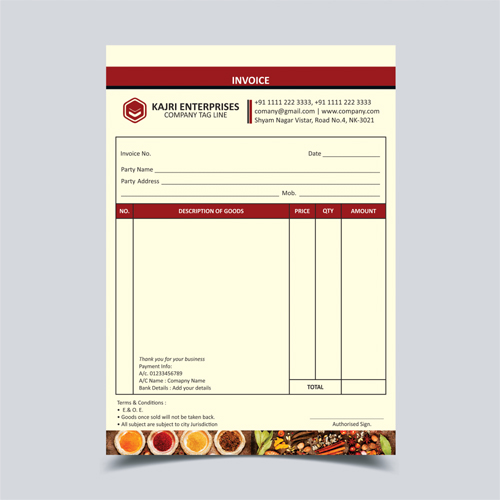 INVOICE
KAJRI ENTERPRISES
COMPANY TAG LINE
+91 1111 222 3333, +91 1111 222 3333
comany@gmail.com | www.company.com
Shyam Nagar Vistar, Road No.4, NK-3021
Invoice No. Date
Party Name
Party Address
Mob.
NO. DESCRIPTION OF GOODS PRICE QTY AMOUNT
Thank you for your business
Payment Info:
A/c. 01233456789
A/C Name : Comapny Name
Bank Details : Add your details
TOTAL
Terms & Conditions :
• E.& O. E.
• Goods once sold will not be taken back.
• All subject are subject to city Jurisdiction
Authorised Sign.